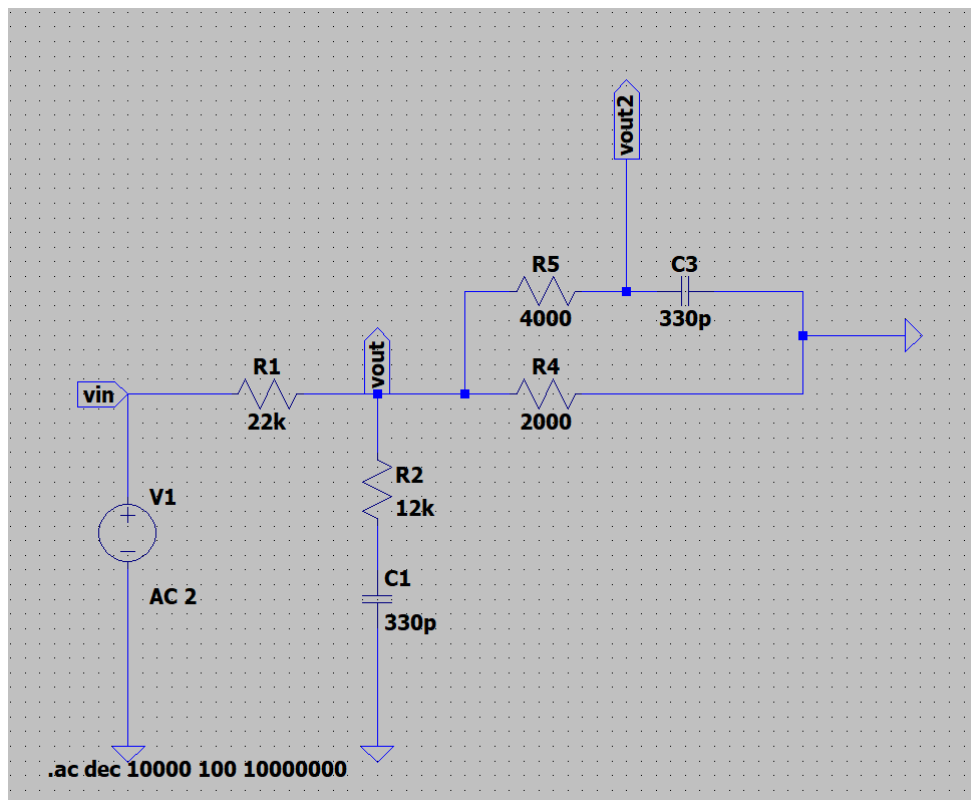 vout2
R5
C3
4000
330p
vout
R1
R4
vin
22k
2000
R2
V1
12k
C1
AC 2
330p
.ac dec 10000 100 10000000